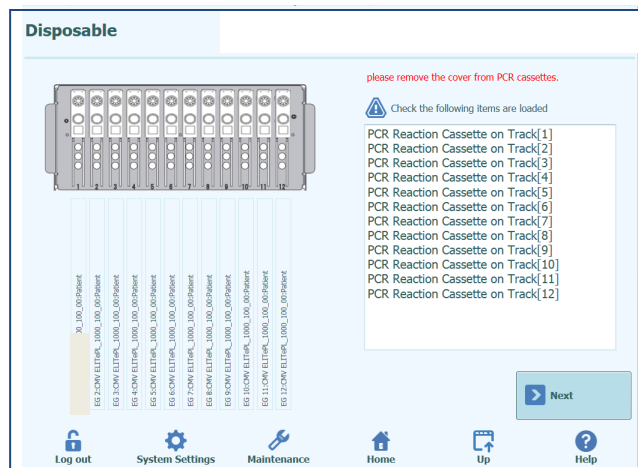 Disposable
please remove the cover from PCR cassettes.
Check the following items are loaded
PCR Reaction Cassette on Track[1]
PCR Reaction Cassette on Track[2]
PCR Reaction Cassette on Track[3]
PCR Reaction Cassette on Track[4]
PCR Reaction Cassette on Track[5]
PCR Reaction Cassette on Track[6]
PCR Reaction Cassette on Track[7]
PCR Reaction Cassette on Track[8]
PCR Reaction Cassette on Track[9]
PCR Reaction Cassette on Track[10]
PCR Reaction Cassette on Track[11]
PCR Reaction Cassette on Track[12]
1 2 3 4 5 6 7 8 9 10 11 12
00_100_00:Patient
EG 2:CMV ELITePL_1000_100_00:Patient
EG 3:CMV ELITePL_1000_100_00:Patient
EG 4:CMV ELITePL_1000_100_00:Patient
EG 5:CMV ELITePL_1000_100_00:Patient
EG 6:CMV ELITePL_1000_100_00:Patient
EG 7:CMV ELITePL_1000_100_00:Patient
EG 8:CMV ELITePL_1000_100_00:Patient
EG 9:CMV ELITePL_1000_100_00:Patient
EG 10:CMV ELITePL_1000_100_00:Patient
EG 11:CMV ELITePL_1000_100_00:Patient
EG 12:CMV ELITePL_1000_100_00:Patient
Next
Log out
System Settings
Maintenance
Home
Up
Help